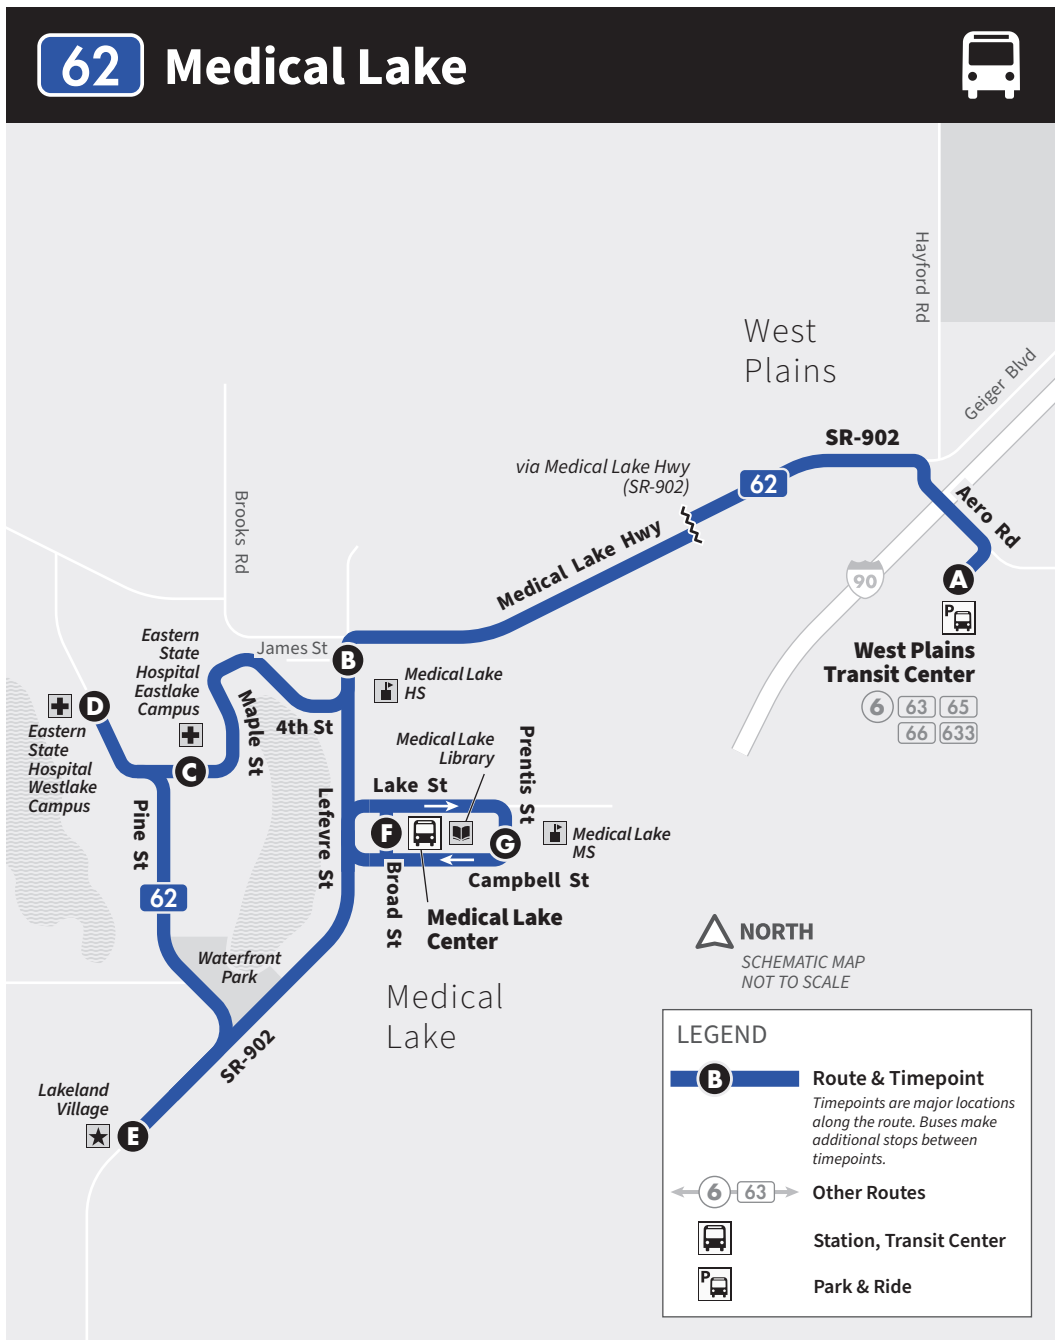 62 Medical Lake
Hayford Rd
West
Plains
Geiger Blvd
SR-902
via Medical Lake Hwy
(SR-902)
62
Aero Rd
Brooks Rd
Medical Lake Hwy
90
A
P
West Plains
Transit Center
6 63 65
66 633
Eastern
State
Hospital
Eastlake
Campus
James St
B
Medical Lake
HS
D
Eastern
State
Hospital
Westlake
Campus
Maple St
4th St
C
Medical Lake
Library
Prentis St
Lake St
Pine St
Lefevre St
F
G
Medical Lake
MS
Broad St
Campbell St
62
Medical Lake
Center
NORTH
SCHEMATIC MAP
NOT TO SCALE
Waterfront
Park
Medical
Lake
SR-902
Lakeland
Village
E
LEGEND
B
Route & Timepoint
Timepoints are major locations
along the route. Buses make
additional stops between
timepoints.
6 63
Other Routes
Station, Transit Center
P
Park & Ride